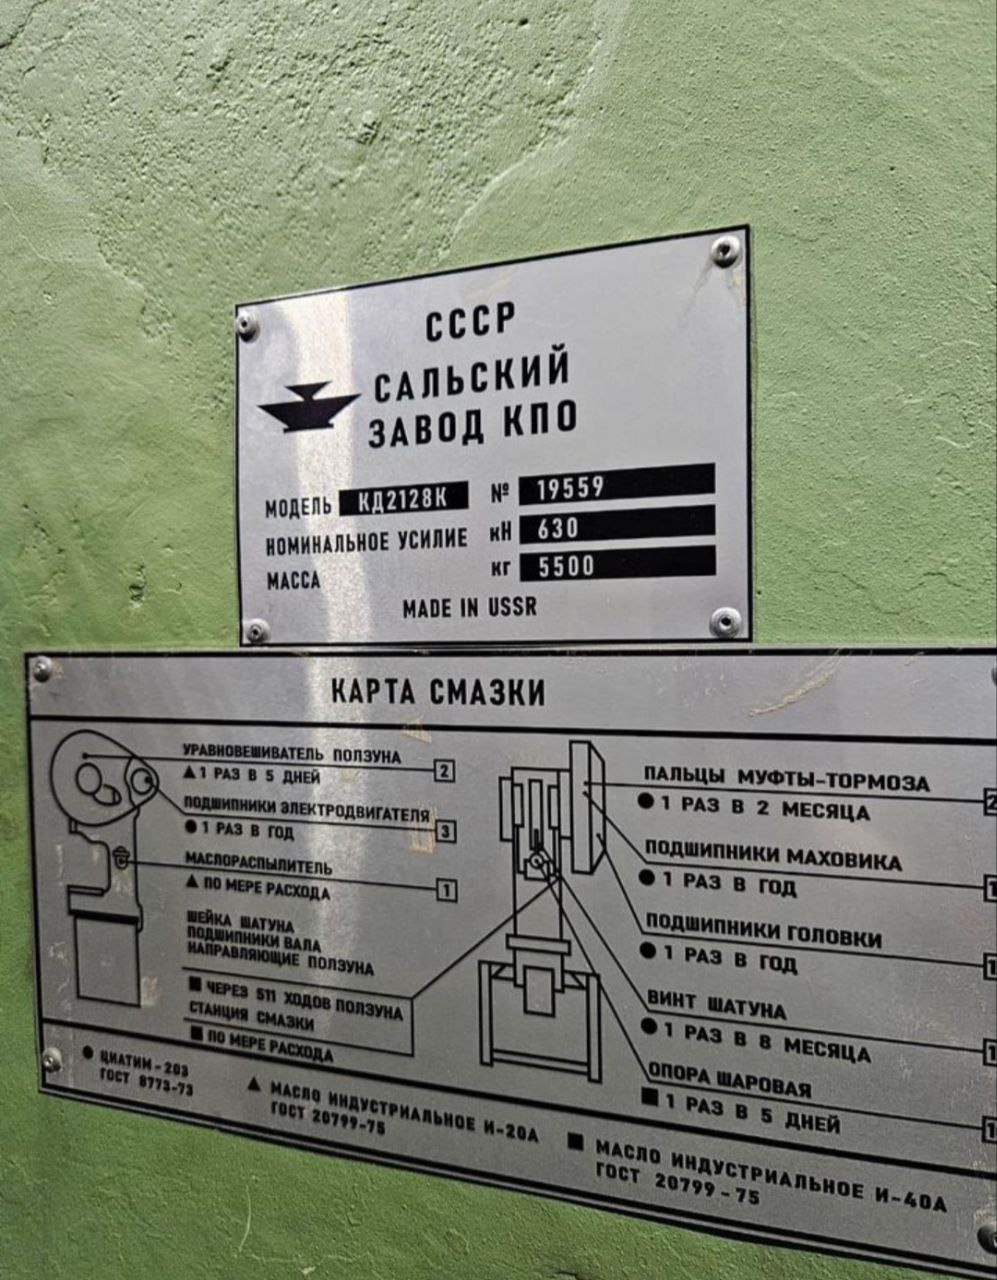 СССР
САЛЬСКИЙ
ЗАВОД КПО
МОДЕЛЬ КД2128К № 19559
НОМИНАЛЬНОЕ УСИЛИЕ кН 630
МАССА кг 5500
MADE IN USSR
КАРТА СМАЗКИ
УРАВНОВЕШИВАТЕЛЬ ПОЛЗУНА
▲1 РАЗ В 5 ДНЕЙ
2
ПОДШИПНИКИ ЭЛЕКТРОДВИГАТЕЛЯ
● 1 РАЗ В ГОД
3
МАСЛОРАСПЫЛИТЕЛЬ
▲ ПО МЕРЕ РАСХОДА
1
ШЕЙКА ШАТУНА
ПОДШИПНИКИ ВАЛА
НАПРАВЛЯЮЩИЕ ПОЛЗУНА
■ ЧЕРЕЗ 511 ХОДОВ ПОЛЗУНА
СТАНЦИЯ СМАЗКИ
■ ПО МЕРЕ РАСХОДА
ПАЛЬЦЫ МУФТЫ-ТОРМОЗА
● 1 РАЗ В 2 МЕСЯЦА
2
ПОДШИПНИКИ МАХОВИКА
● 1 РАЗ В ГОД
1
ПОДШИПНИКИ ГОЛОВКИ
● 1 РАЗ В ГОД
1
ВИНТ ШАТУНА
● 1 РАЗ В 8 МЕСЯЦА
1
ОПОРА ШАРОВАЯ
■ 1 РАЗ В 5 ДНЕЙ
1
● ЦИАТИМ-203
ГОСТ 8773-73
▲ МАСЛО ИНДУСТРИАЛЬНОЕ И-20А
ГОСТ 20799-75
■ МАСЛО ИНДУСТРИАЛЬНОЕ И-40А
ГОСТ 20799-75